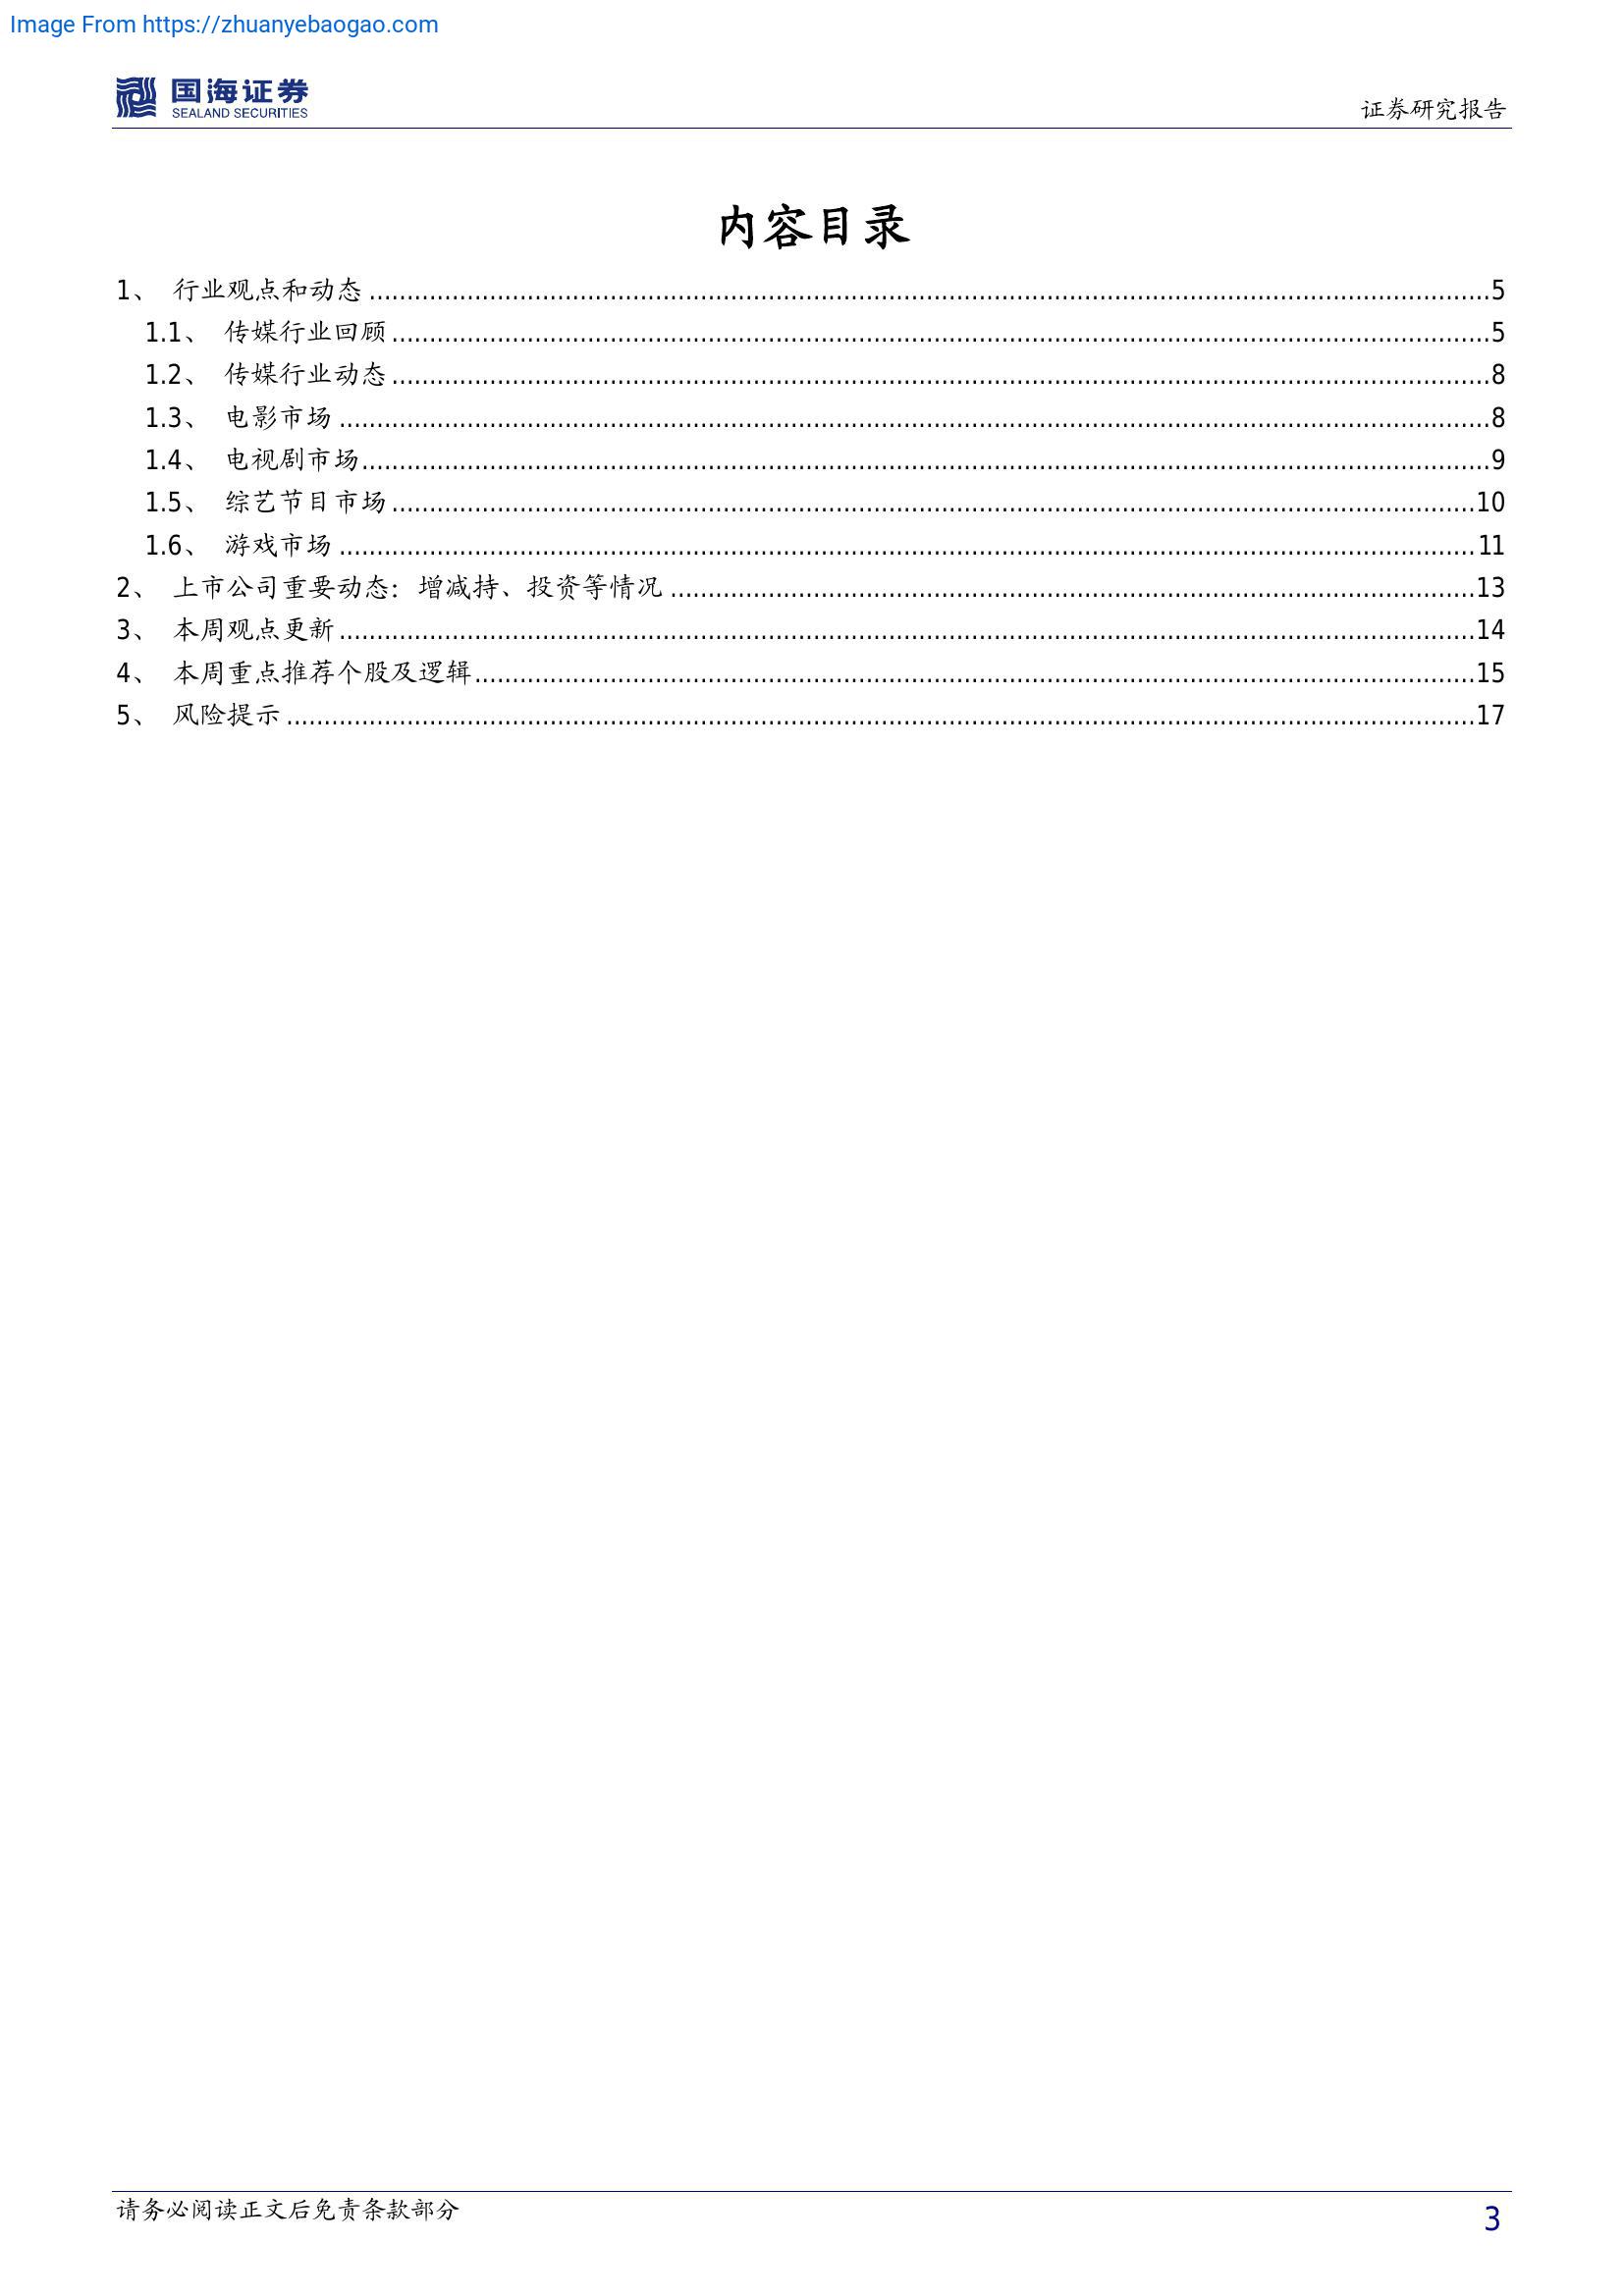 Image From https://zhuanyebaogao.com
国海证券
SEALAND SECURITIES
证券研究报告
内容目录
1、 行业观点和动态 ................................................ 5
1.1、 传媒行业回顾 ................................................ 5
1.2、 传媒行业动态 ................................................ 8
1.3、 电影市场 ................................................ 8
1.4、 电视剧市场 ................................................ 9
1.5、 综艺节目市场 ................................................ 10
1.6、 游戏市场 ................................................ 11
2、 上市公司重要动态：增减持、投资等情况 ................................................ 13
3、 本周观点更新 ................................................ 14
4、 本周重点推荐个股及逻辑 ................................................ 15
5、 风险提示 ................................................ 17
请务必阅读正文后免责条款部分
3